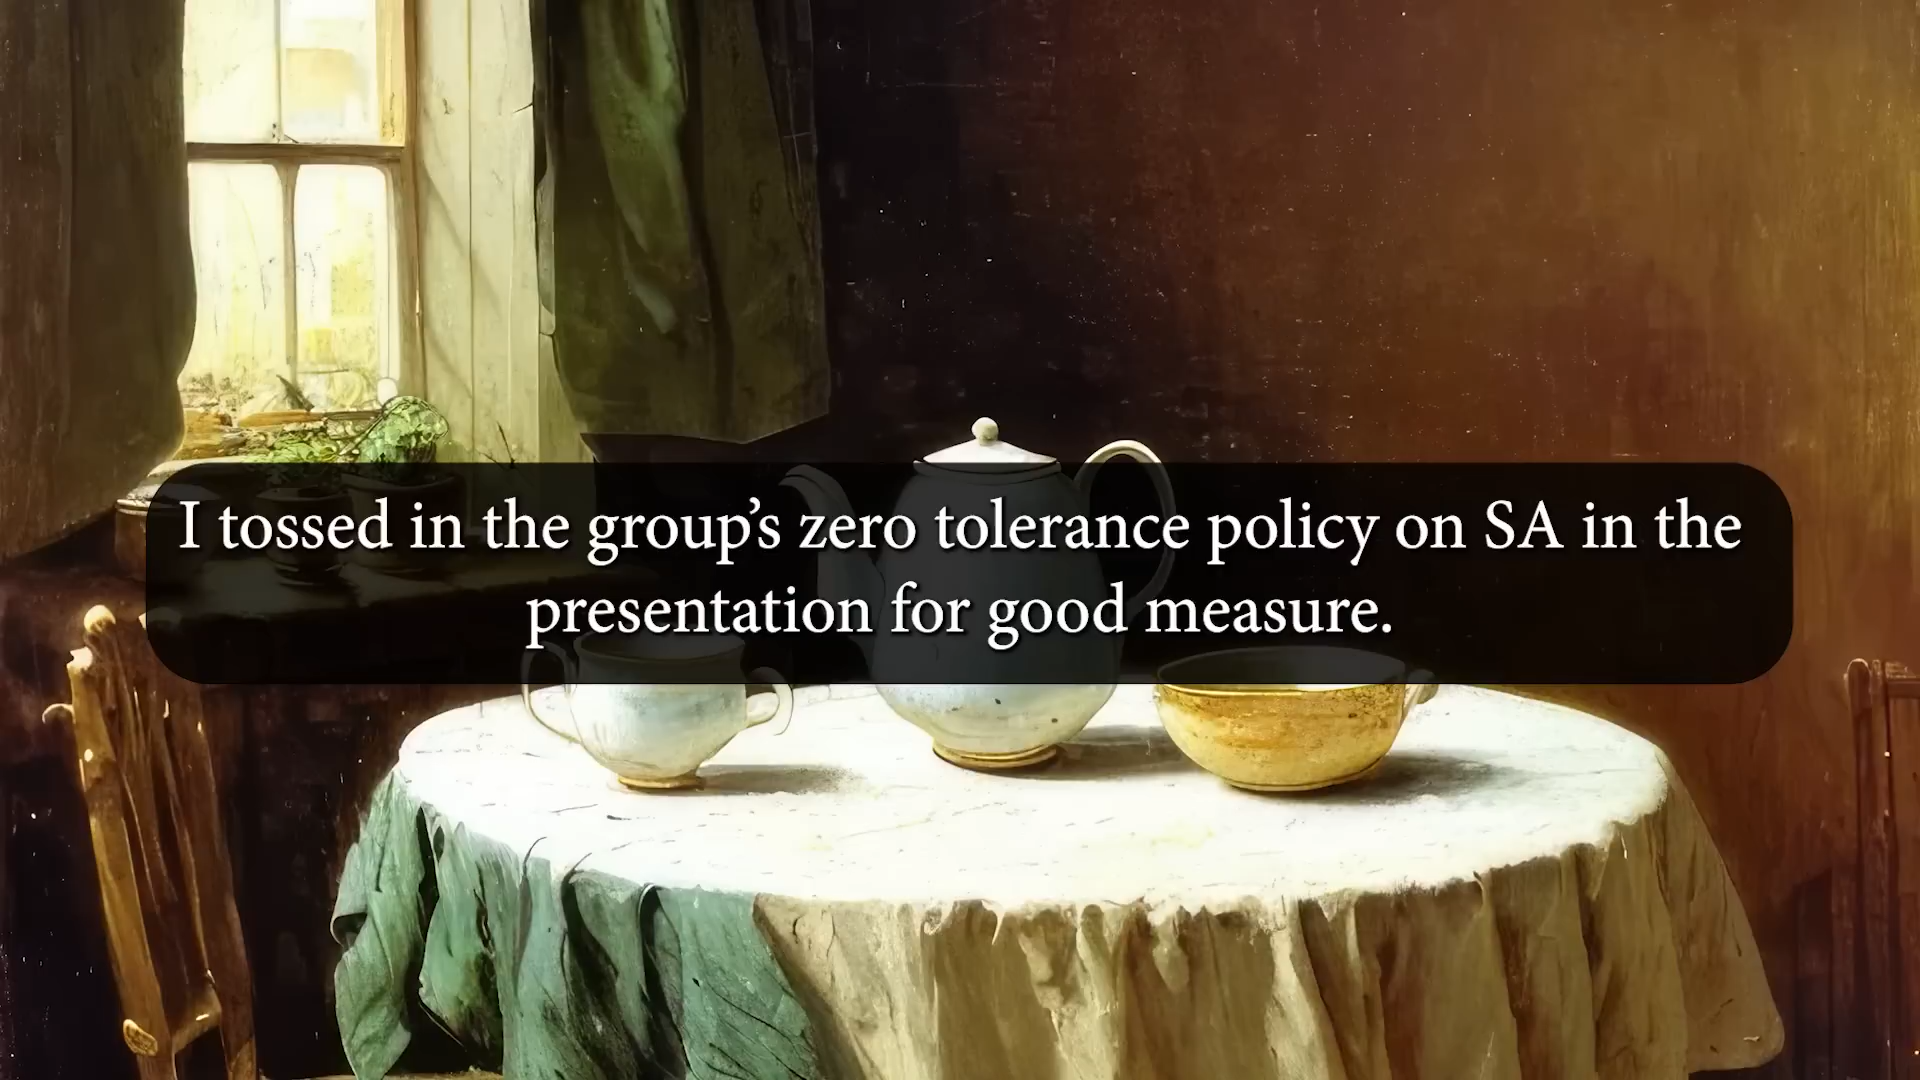 I tossed in the group’s zero tolerance policy on SA in the
presentation for good measure.